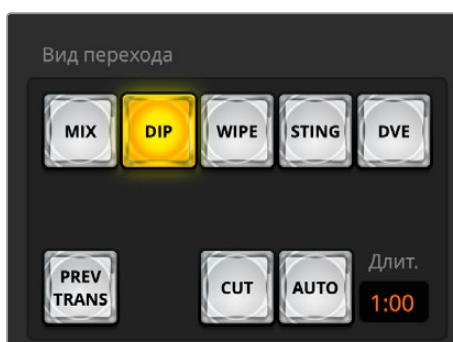 Вид перехода
MIX DIP WIPE STING DVE
PREV TRANS CUT AUTO Длит.
1:00